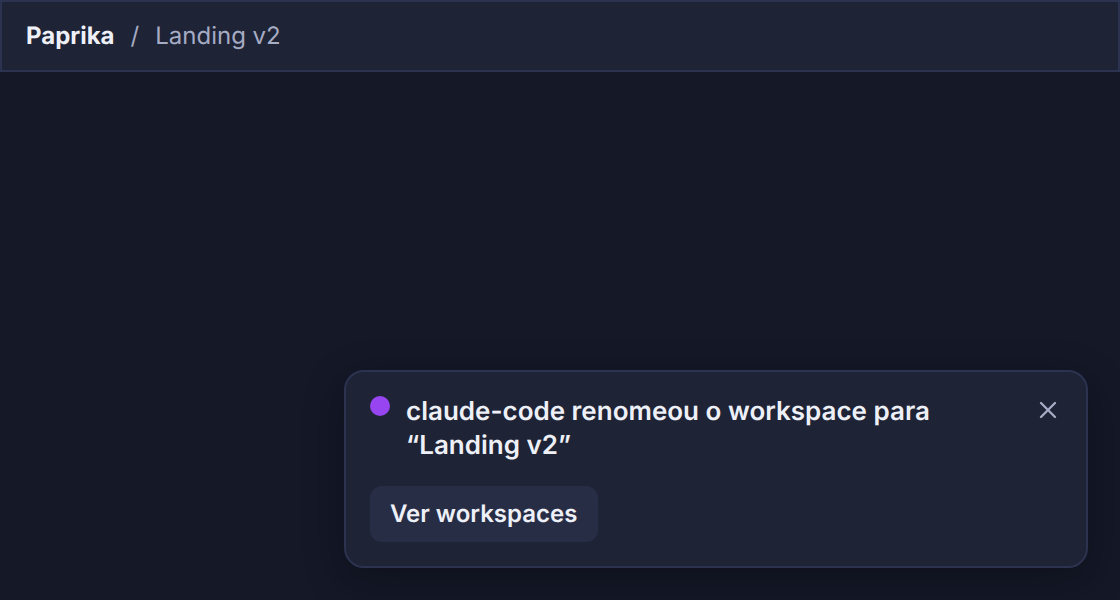 Paprika / Landing v2
claude-code renomeou o workspace para
“Landing v2”
Ver workspaces